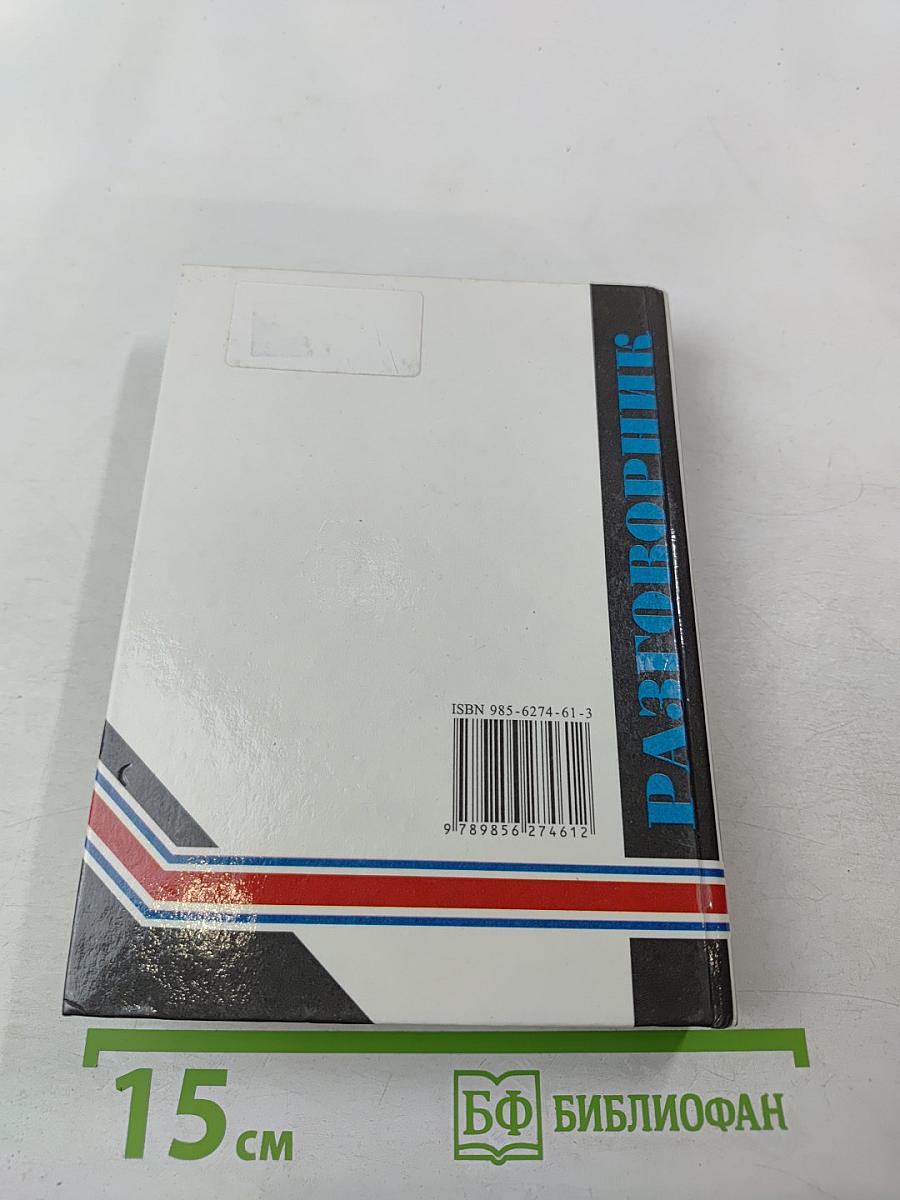 РАЗГОВОРНИК
ISBN 985-6274-61-3
9 789856 274612
15 см
БФ БИБЛИОФАН